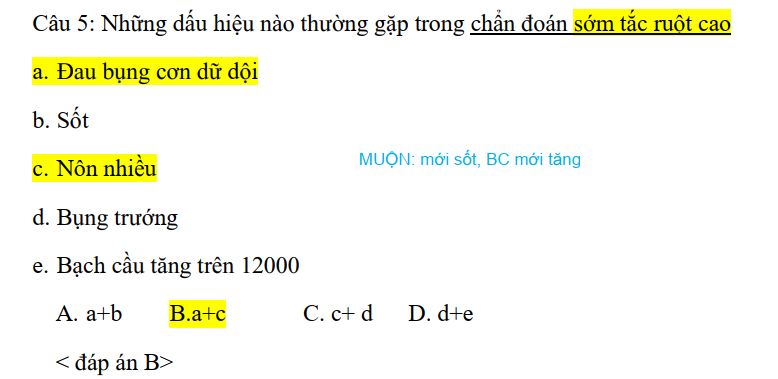 Câu 5: Những dấu hiệu nào thường gặp trong chẩn đoán sớm tắc ruột cao
a. Đau bụng cơn dữ dội
b. Sốt
MUỘN: mới sốt, BC mới tăng
c. Nôn nhiều
d. Bụng trướng
e. Bạch cầu tăng trên 12000
A. a+b B.a+c C. c+ d D. d+e
< đáp án B>